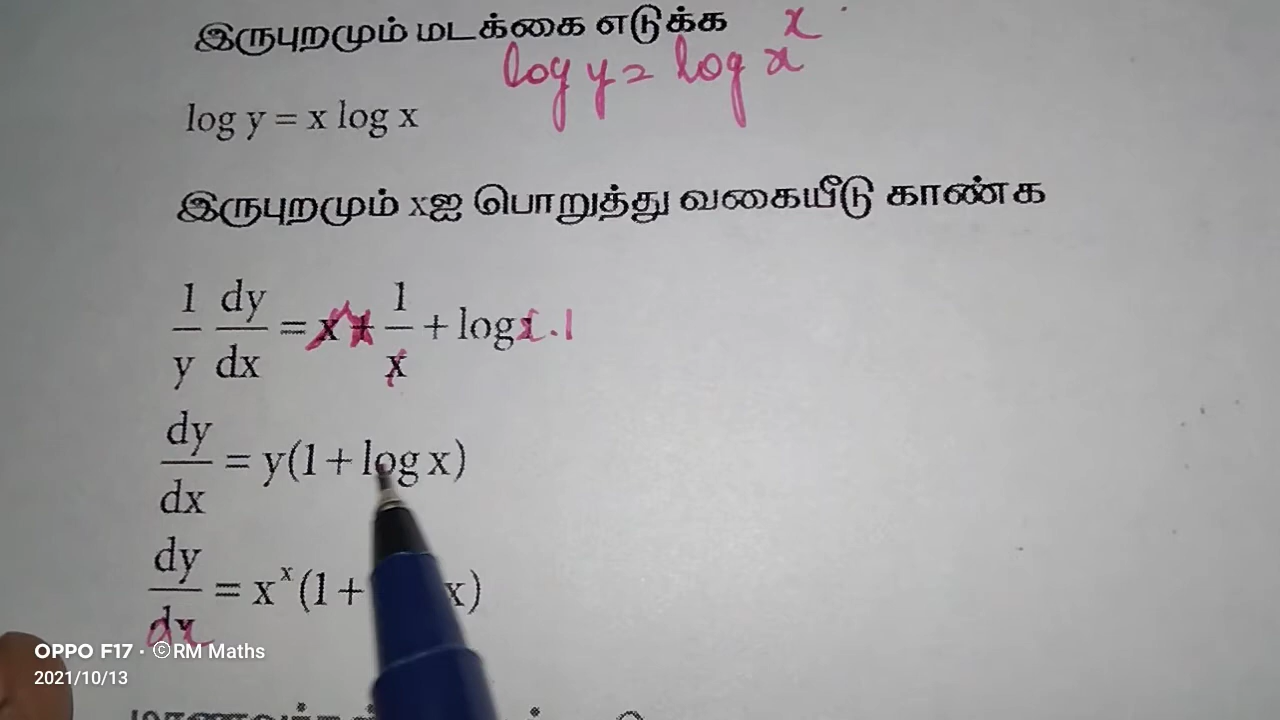 இருபுறமும் மடக்கை எடுக்க
log y = log x^x
log y = x log x
இருபுறமும் xஐ பொறுத்து வகையீடு காண்க
1/y dy/dx = x × 1/x + log x . 1
dy/dx = y(1 + log x)
dy/dx = x^x (1 + x)
OPPO F17 · ©RM Maths
2021/10/13